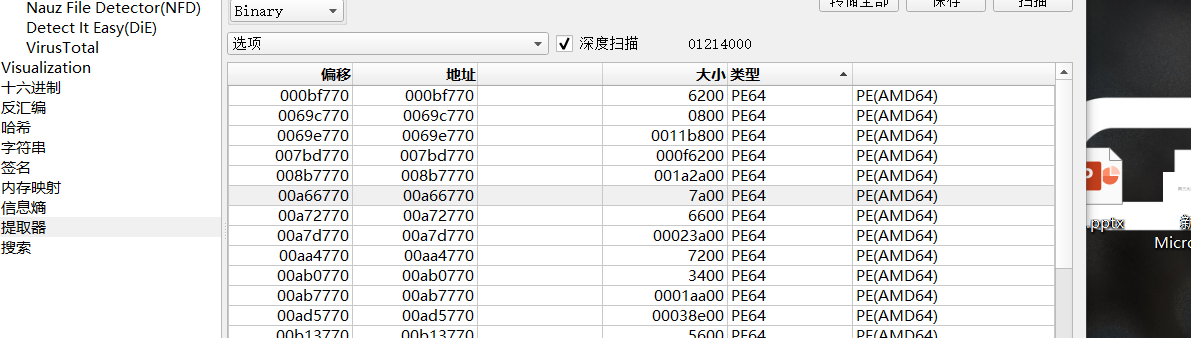 Nauz File Detector(NFD)
Detect It Easy(DiE)
VirusTotal
Visualization
十六进制
反汇编
哈希
字符串
签名
内存映射
信息熵
提取器
搜索
Binary
转储全部
保存
扫描
选项
深度扫描
01214000
偏移 地址 大小 类型
000bf770 000bf770 6200 PE64 PE(AMD64)
0069c770 0069c770 0800 PE64 PE(AMD64)
0069e770 0069e770 0011b800 PE64 PE(AMD64)
007bd770 007bd770 000f6200 PE64 PE(AMD64)
008b7770 008b7770 001a2a00 PE64 PE(AMD64)
00a66770 00a66770 7a00 PE64 PE(AMD64)
00a72770 00a72770 6600 PE64 PE(AMD64)
00a7d770 00a7d770 00023a00 PE64 PE(AMD64)
00aa4770 00aa4770 7200 PE64 PE(AMD64)
00ab0770 00ab0770 3400 PE64 PE(AMD64)
00ab7770 00ab7770 0001aa00 PE64 PE(AMD64)
00ad5770 00ad5770 00038e00 PE64 PE(AMD64)
00b13770 00b13770 5600 PE64 PE(AMD64)
P
.pptx
新
Micro